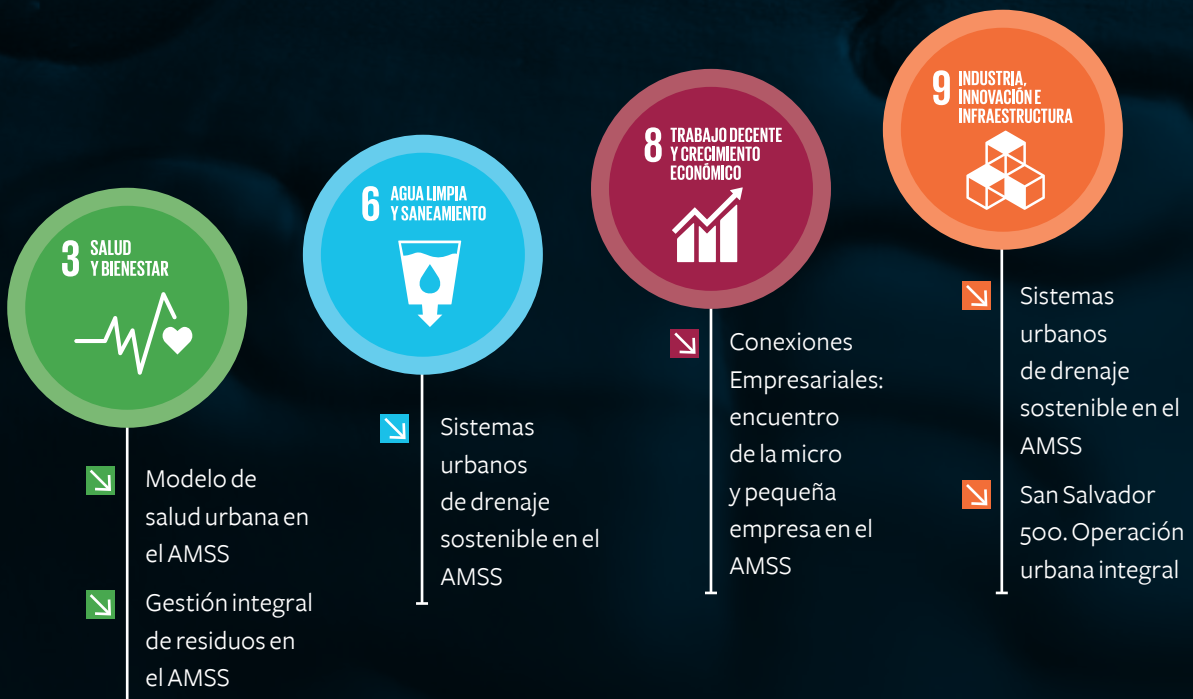 3 SALUD
Y BIENESTAR
Modelo de
salud urbana en
el AMSS
Gestión integral
de residuos en
el AMSS
6 AGUA LIMPIA
Y SANEAMIENTO
Sistemas
urbanos
de drenaje
sostenible en el
AMSS
8 TRABAJO DECENTE
Y CRECIMIENTO
ECONÓMICO
Conexiones
Empresariales:
encuentro
de la micro
y pequeña
empresa en el
AMSS
9 INDUSTRIA,
INNOVACIÓN E
INFRAESTRUCTURA
Sistemas
urbanos
de drenaje
sostenible en el
AMSS
San Salvador
500. Operación
urbana integral